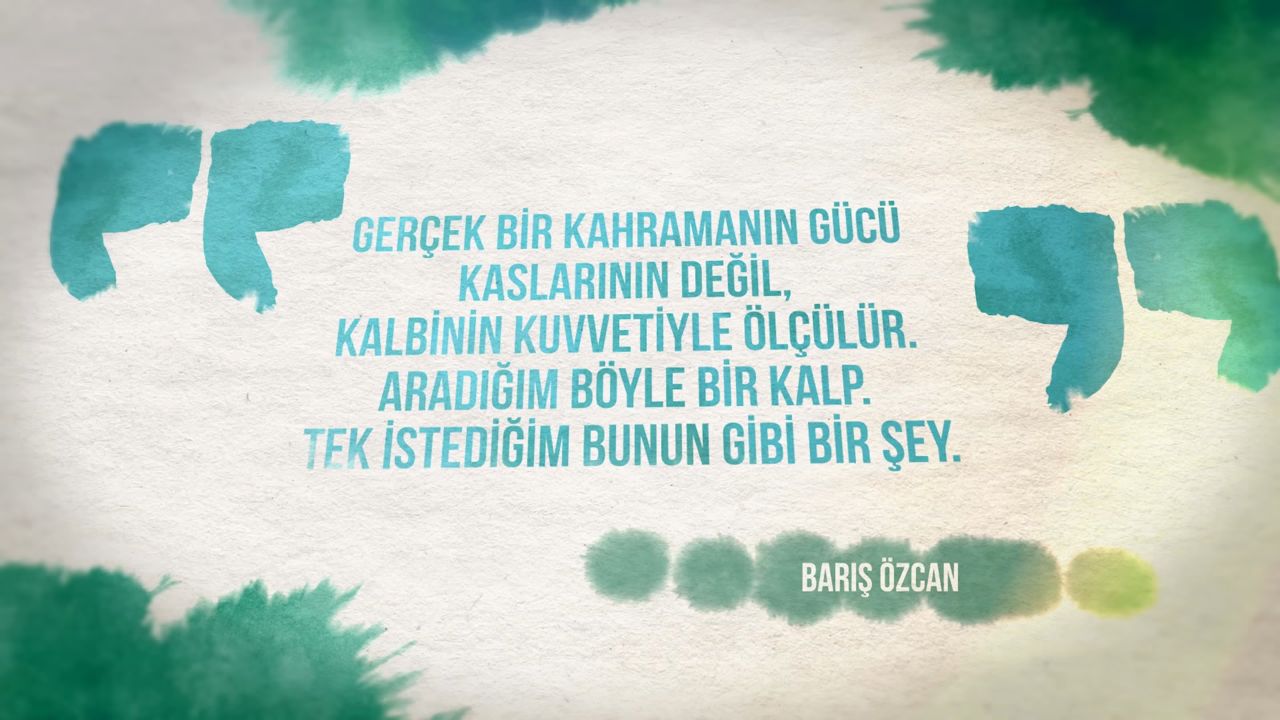 GERÇEK BİR KAHRAMANIN GÜCÜ
KASLARININ DEĞİL,
KALBİNİN KUVVETİYLE ÖLÇÜLÜR.
ARADIĞIM BÖYLE BİR KALP.
TEK İSTEDİĞİM BUNUN GİBİ BİR ŞEY.
BARIŞ ÖZCAN